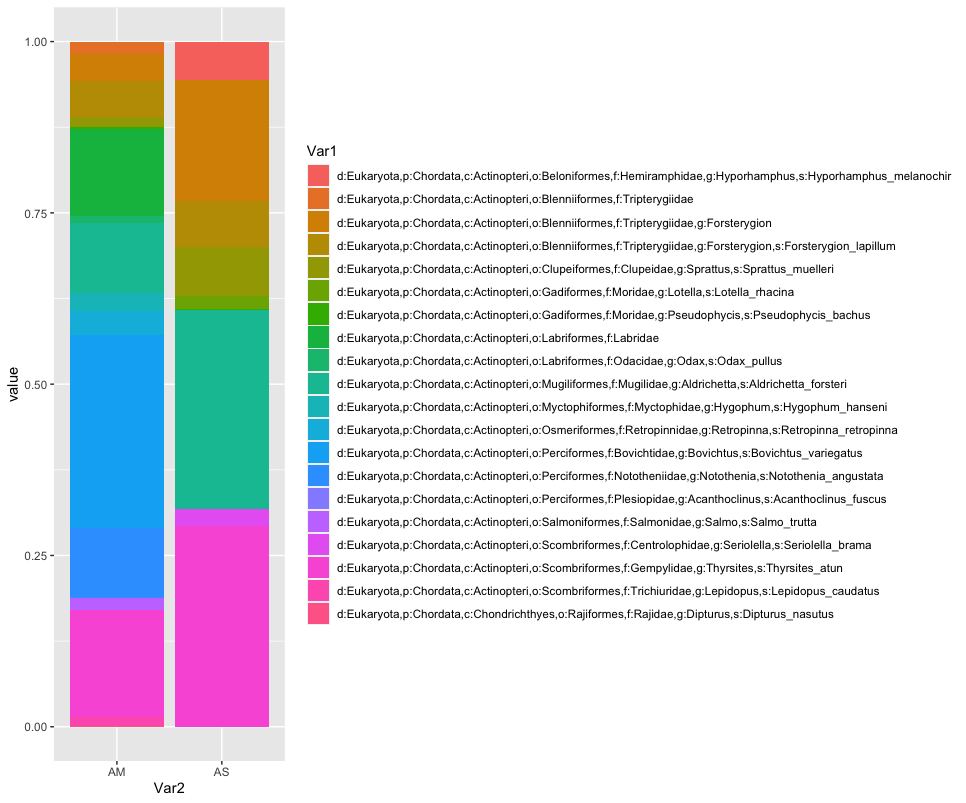 1.00
0.75
0.50
0.25
0.00
value
AM
AS
Var2
Var1
d:Eukaryota,p:Chordata,c:Actinopteri,o:Beloniformes,f:Hemiramphidae,g:Hyporhamphus,s:Hyporhamphus_melanochir
d:Eukaryota,p:Chordata,c:Actinopteri,o:Blenniiformes,f:Tripterygiidae
d:Eukaryota,p:Chordata,c:Actinopteri,o:Blenniiformes,f:Tripterygiidae,g:Forsterygion
d:Eukaryota,p:Chordata,c:Actinopteri,o:Blenniiformes,f:Tripterygiidae,g:Forsterygion,s:Forsterygion_lapillum
d:Eukaryota,p:Chordata,c:Actinopteri,o:Clupeiformes,f:Clupeidae,g:Sprattus,s:Sprattus_muelleri
d:Eukaryota,p:Chordata,c:Actinopteri,o:Gadiformes,f:Moridae,g:Lotella,s:Lotella_rhacina
d:Eukaryota,p:Chordata,c:Actinopteri,o:Gadiformes,f:Moridae,g:Pseudophycis,s:Pseudophycis_bachus
d:Eukaryota,p:Chordata,c:Actinopteri,o:Labriformes,f:Labridae
d:Eukaryota,p:Chordata,c:Actinopteri,o:Labriformes,f:Odacidae,g:Odax,s:Odax_pullus
d:Eukaryota,p:Chordata,c:Actinopteri,o:Mugiliformes,f:Mugilidae,g:Aldrichetta,s:Aldrichetta_forsteri
d:Eukaryota,p:Chordata,c:Actinopteri,o:Myctophiformes,f:Myctophidae,g:Hygophum,s:Hygophum_hanseni
d:Eukaryota,p:Chordata,c:Actinopteri,o:Osmeriformes,f:Retropinnidae,g:Retropinna,s:Retropinna_retropinna
d:Eukaryota,p:Chordata,c:Actinopteri,o:Perciformes,f:Bovichtidae,g:Bovichtus,s:Bovichtus_variegatus
d:Eukaryota,p:Chordata,c:Actinopteri,o:Perciformes,f:Nototheniidae,g:Notothenia,s:Notothenia_angustata
d:Eukaryota,p:Chordata,c:Actinopteri,o:Perciformes,f:Plesiopidae,g:Acanthoclinus,s:Acanthoclinus_fuscus
d:Eukaryota,p:Chordata,c:Actinopteri,o:Salmoniformes,f:Salmonidae,g:Salmo,s:Salmo_trutta
d:Eukaryota,p:Chordata,c:Actinopteri,o:Scombriformes,f:Centrolophidae,g:Seriolella,s:Seriolella_brama
d:Eukaryota,p:Chordata,c:Actinopteri,o:Scombriformes,f:Gempylidae,g:Thyrsites,s:Thyrsites_atun
d:Eukaryota,p:Chordata,c:Actinopteri,o:Scombriformes,f:Trichiuridae,g:Lepidopus,s:Lepidopus_caudatus
d:Eukaryota,p:Chordata,c:Chondrichthyes,o:Rajiformes,f:Rajidae,g:Dipturus,s:Dipturus_nasutus